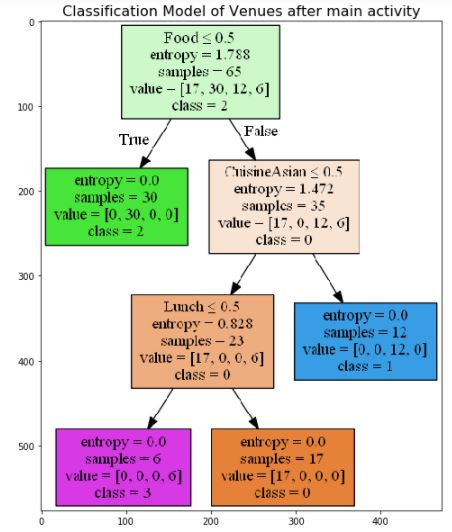 Classification Model of Venues after main activity
0
Food ≤ 0.5
entropy = 1.788
samples = 65
value = [17, 30, 12, 6]
class = 2
100
True
False
entropy = 0.0
samples = 30
value = [0, 30, 0, 0]
class = 2
CuisineAsian ≤ 0.5
entropy = 1.472
samples = 35
value = [17, 0, 12, 6]
class = 0
200
300
Lunch ≤ 0.5
entropy = 0.828
samples = 23
value = [17, 0, 0, 6]
class = 0
entropy = 0.0
samples = 12
value = [0, 0, 12, 0]
class = 1
400
entropy = 0.0
samples = 6
value = [0, 0, 0, 6]
class = 3
entropy = 0.0
samples = 17
value = [17, 0, 0, 0]
class = 0
500
0 100 200 300 400